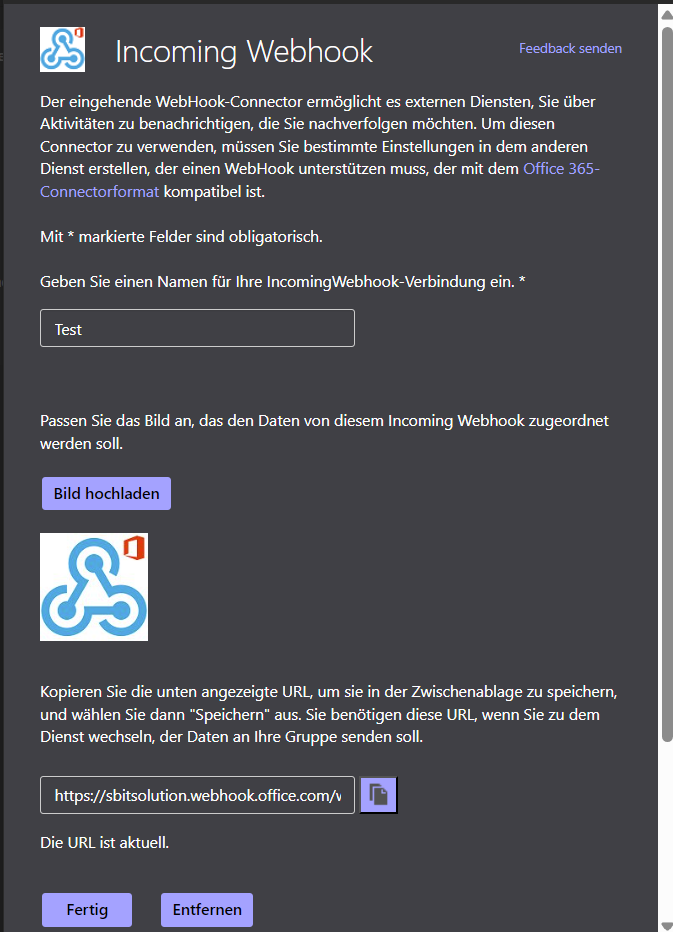 Incoming Webhook
Feedback senden
Der eingehende WebHook-Connector ermöglicht es externen Diensten, Sie über
Aktivitäten zu benachrichtigen, die Sie nachverfolgen möchten. Um diesen
Connector zu verwenden, müssen Sie bestimmte Einstellungen in dem anderen
Dienst erstellen, der einen WebHook unterstützen muss, der mit dem Office 365-
Connectorformat kompatibel ist.
Mit * markierte Felder sind obligatorisch.
Geben Sie einen Namen für Ihre IncomingWebhook-Verbindung ein. *
Test
Passen Sie das Bild an, das den Daten von diesem Incoming Webhook zugeordnet
werden soll.
Bild hochladen
Kopieren Sie die unten angezeigte URL, um sie in der Zwischenablage zu speichern,
und wählen Sie dann "Speichern" aus. Sie benötigen diese URL, wenn Sie zu dem
Dienst wechseln, der Daten an Ihre Gruppe senden soll.
https://sbitsolution.webhook.office.com/
Die URL ist aktuell.
Fertig
Entfernen